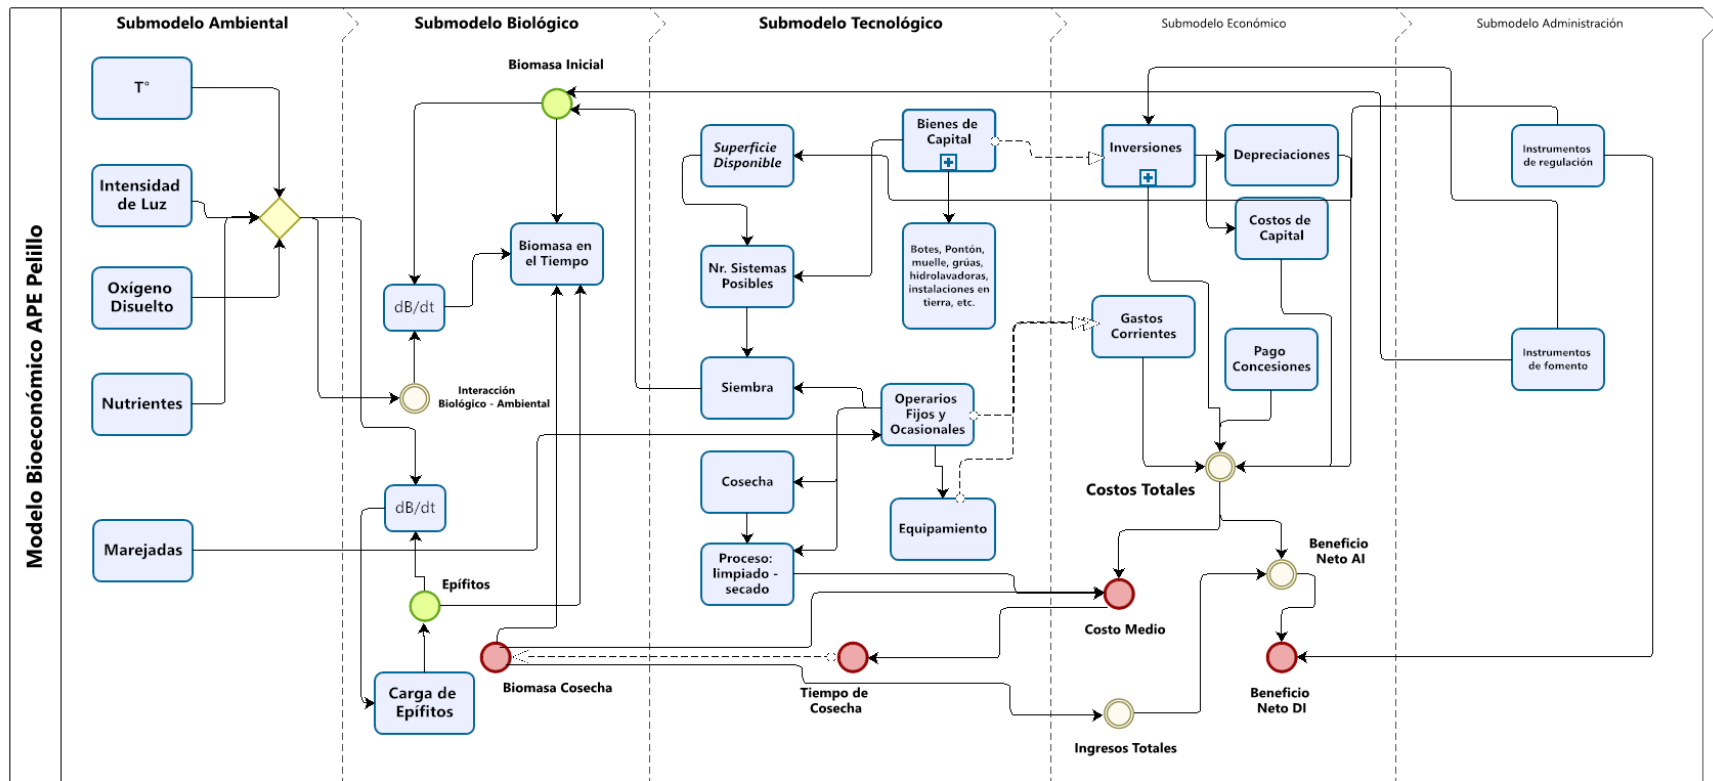 Modelo Bioeconómico APE Pelillo
Submodelo Ambiental
Submodelo Biológico
Submodelo Tecnológico
Submodelo Económico
Submodelo Administración
T°
Intensidad
de Luz
Oxígeno
Disuelto
Nutrientes
Marejadas
Biomasa Inicial
Biomasa en
el Tiempo
dB/dt
Interacción
Biológico - Ambiental
dB/dt
Epífitos
Biomasa Cosecha
Carga de
Epífitos
Superficie
Disponible
Bienes de
Capital
Nr. Sistemas
Posibles
Botes, Pontón,
muelle, grúas,
hidrolavadoras,
instalaciones en
tierra, etc.
Siembra
Operarios
Fijos y
Ocasionales
Cosecha
Equipamiento
Proceso:
limpiado -
secado
Tiempo de
Cosecha
Inversiones
Depreciaciones
Costos de
Capital
Gastos
Corrientes
Pago
Concesiones
Costos Totales
Beneficio
Neto AI
Costo Medio
Beneficio
Neto DI
Ingresos Totales
Instrumentos
de regulación
Instrumentos
de fomento